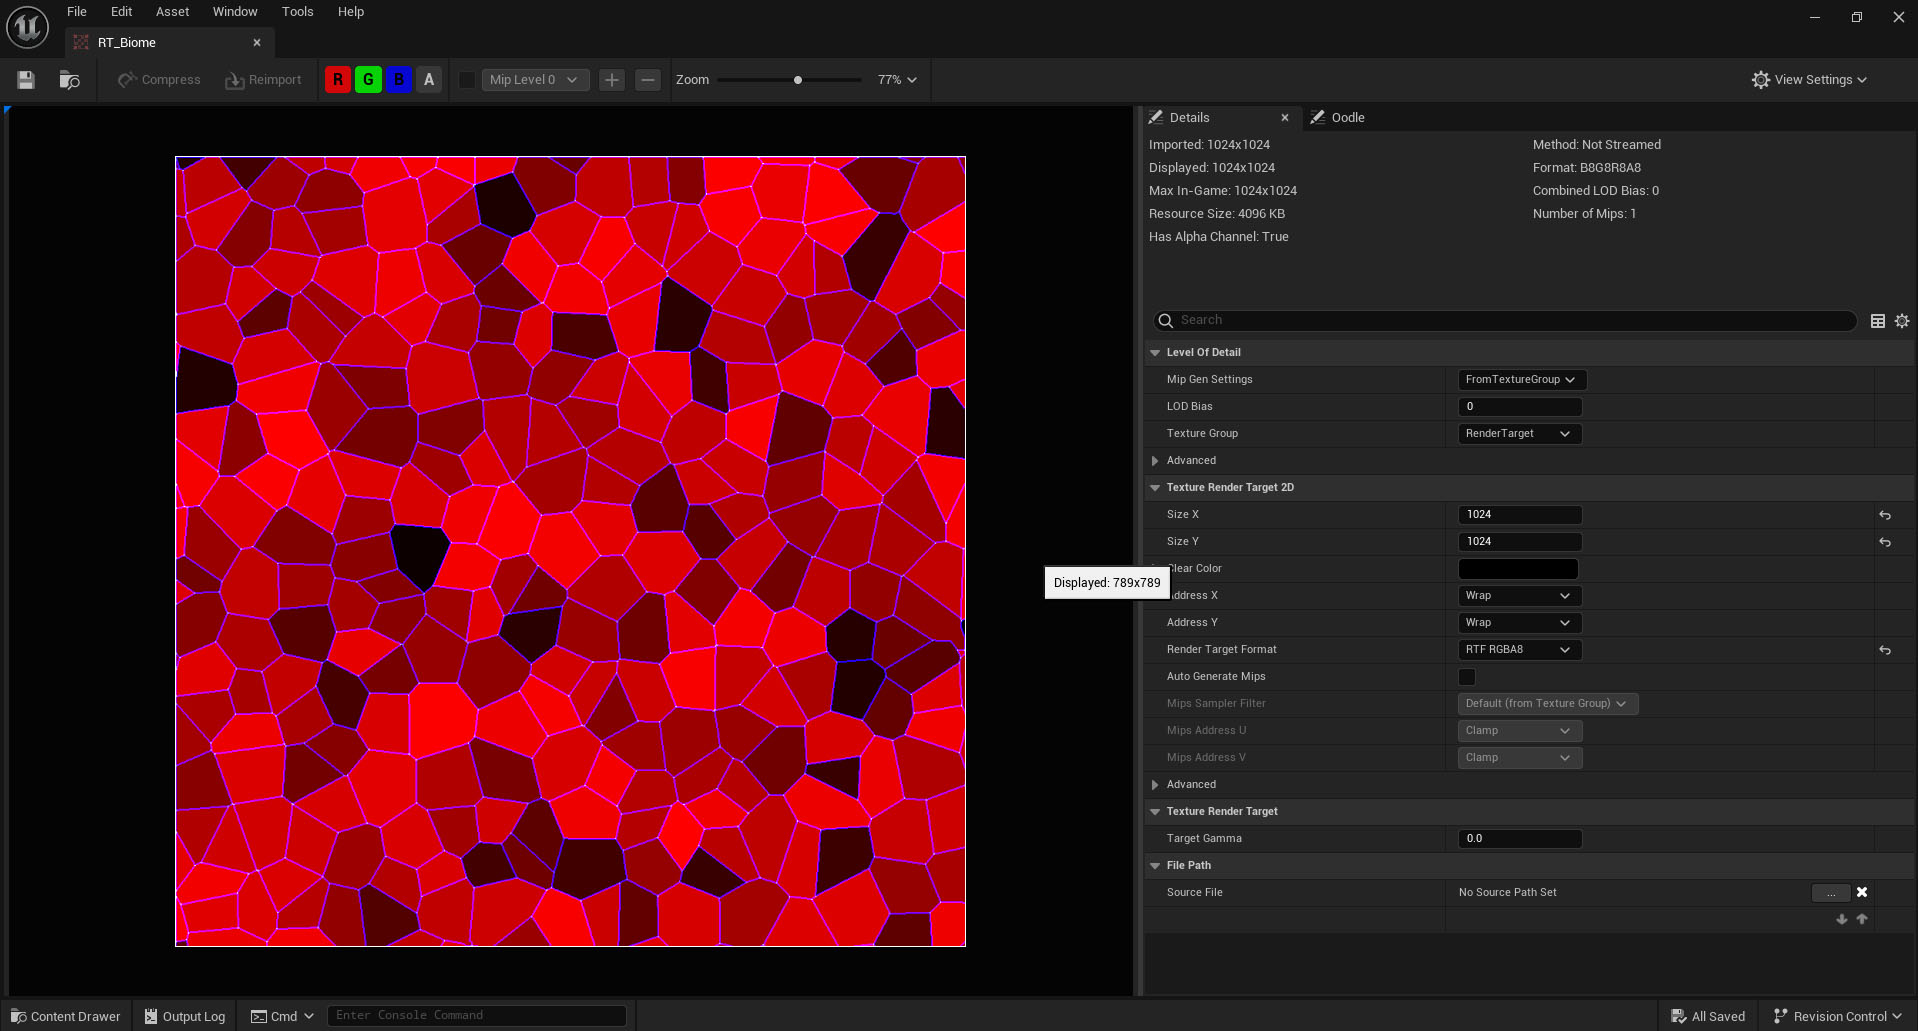 File Edit Asset Window Tools Help
RT_Biome
Compress Reimport R G B A Mip Level 0 Zoom 77% View Settings
Details Oodle
Imported: 1024x1024 Method: Not Streamed
Displayed: 1024x1024 Format: B8G8R8A8
Max In-Game: 1024x1024 Combined LOD Bias: 0
Resource Size: 4096 KB Number of Mips: 1
Has Alpha Channel: True
Search
Level Of Detail
Mip Gen Settings FromTextureGroup
LOD Bias 0
Texture Group RenderTarget
Advanced
Texture Render Target 2D
Size X 1024
Size Y 1024
Clear Color
Displayed: 789x789
Address X Wrap
Address Y Wrap
Render Target Format RTF RGBA8
Auto Generate Mips
Mips Sampler Filter Default (from Texture Group)
Mips Address U Clamp
Mips Address V Clamp
Advanced
Texture Render Target
Target Gamma 0.0
File Path
Source File No Source Path Set ...
Content Drawer Output Log Cmd Enter Console Command All Saved Revision Control